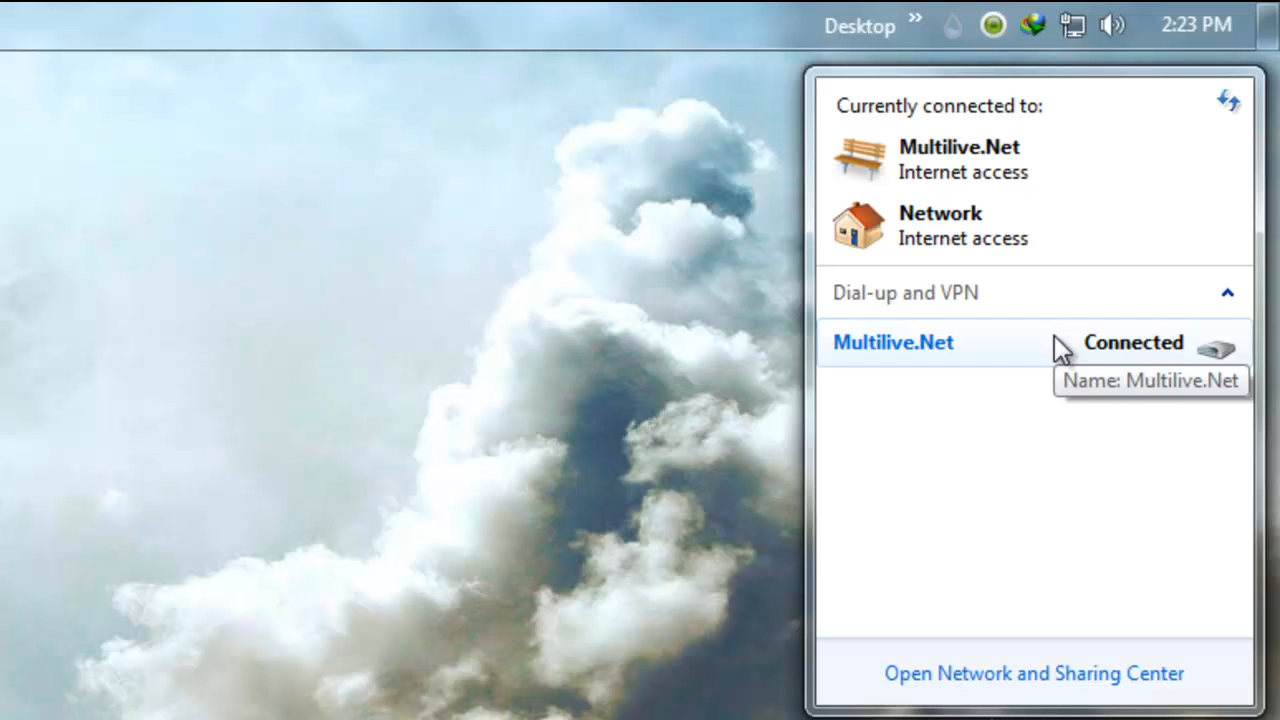 Desktop » 2:23 PM
Currently connected to:
Multilive.Net
Internet access
Network
Internet access
Dial-up and VPN
Multilive.Net Connected
Name: Multilive.Net
Open Network and Sharing Center